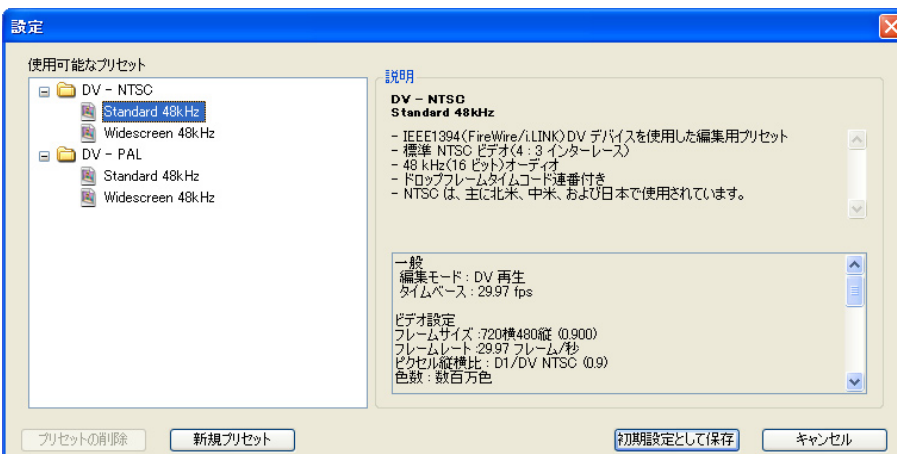 設定
使用可能なプリセット
DV - NTSC
Standard 48kHz
Widescreen 48kHz
DV - PAL
Standard 48kHz
Widescreen 48kHz
説明
DV - NTSC
Standard 48kHz
- IEEE1394(FireWire/i.LINK)DV デバイスを使用した編集用プリセット
- 標準 NTSC ビデオ(4 : 3 インターレース)
- 48 kHz(16 ビット)オーディオ
- ドロップフレームタイムコード連番付き
- NTSC は、主に北米、中米、および日本で使用されています。
一般
編集モード : DV 再生
タイムベース : 29.97 fps
ビデオ設定
フレームサイズ :720横480縦 (0.900)
フレームレート :29.97 フレーム/秒
ピクセル縦横比 : D1/DV NTSC (0.9)
色数 : 数百万色
プリセットの削除
新規プリセット
初期設定として保存
キャンセル